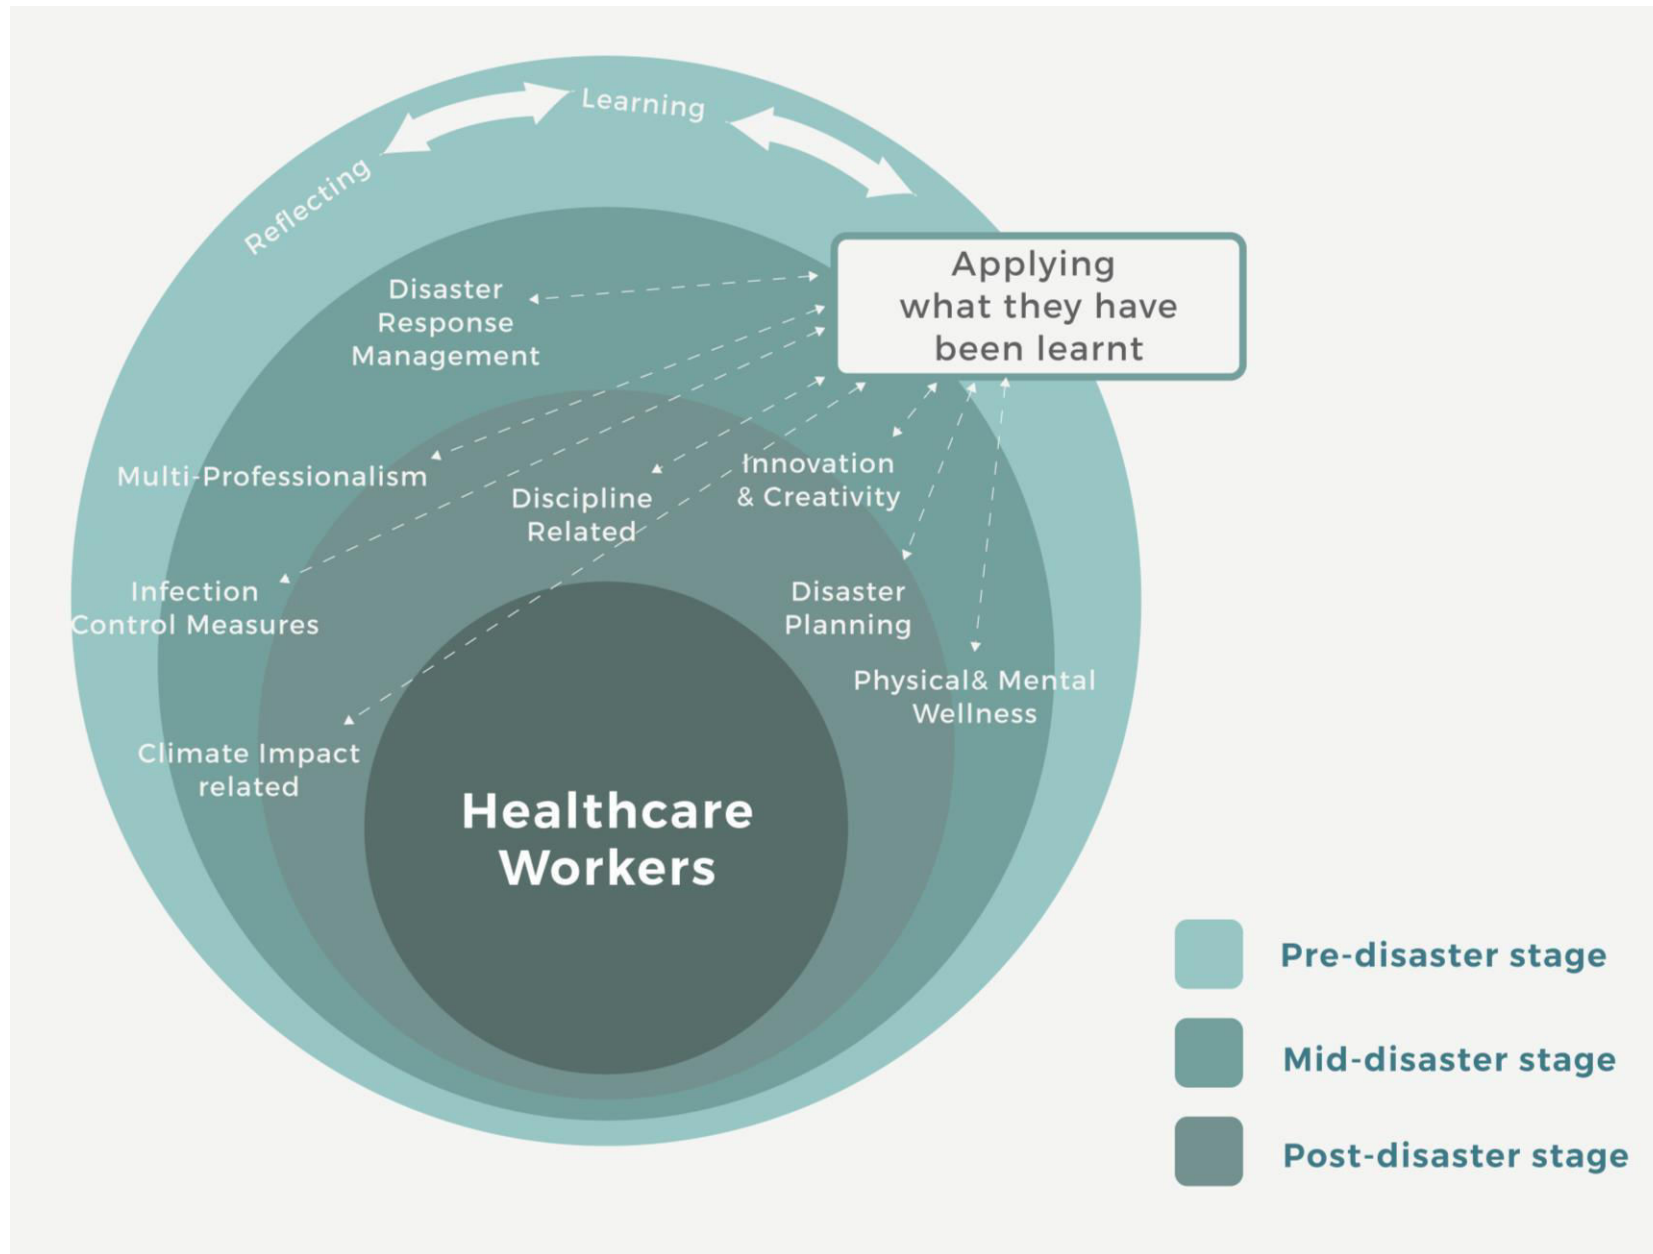 Learning
Reflecting
Applying
what they have
been learnt
Disaster
Response
Management
Multi-Professionalism
Discipline
Related
Innovation
& Creativity
Infection
Control Measures
Disaster
Planning
Physical& Mental
Wellness
Climate Impact
related
Healthcare
Workers
Pre-disaster stage
Mid-disaster stage
Post-disaster stage